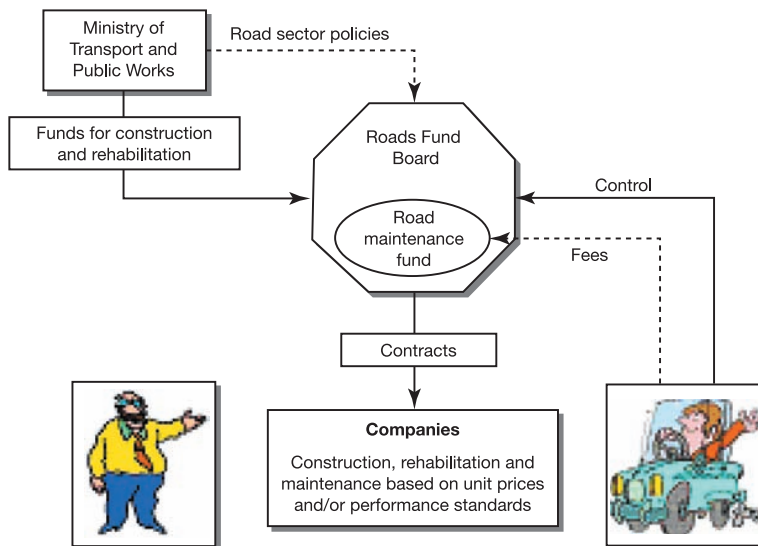 Ministry of
Transport and
Public Works
Road sector policies
Funds for construction
and rehabilitation
Roads Fund
Board
Control
Road
maintenance
fund
Fees
Contracts
Companies
Construction, rehabilitation and
maintenance based on unit prices
and/or performance standards